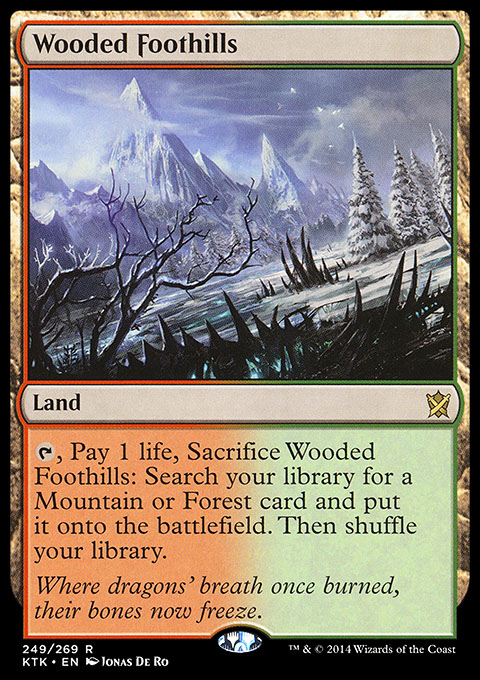 Wooded Foothills
Land
, Pay 1 life, Sacrifice Wooded
Foothills: Search your library for a
Mountain or Forest card and put
it onto the battlefield. Then shuffle
your library.
Where dragons’ breath once burned,
their bones now freeze.
249/269 R
KTK • EN Jonas De Ro
™ & © 2014 Wizards of the Coast